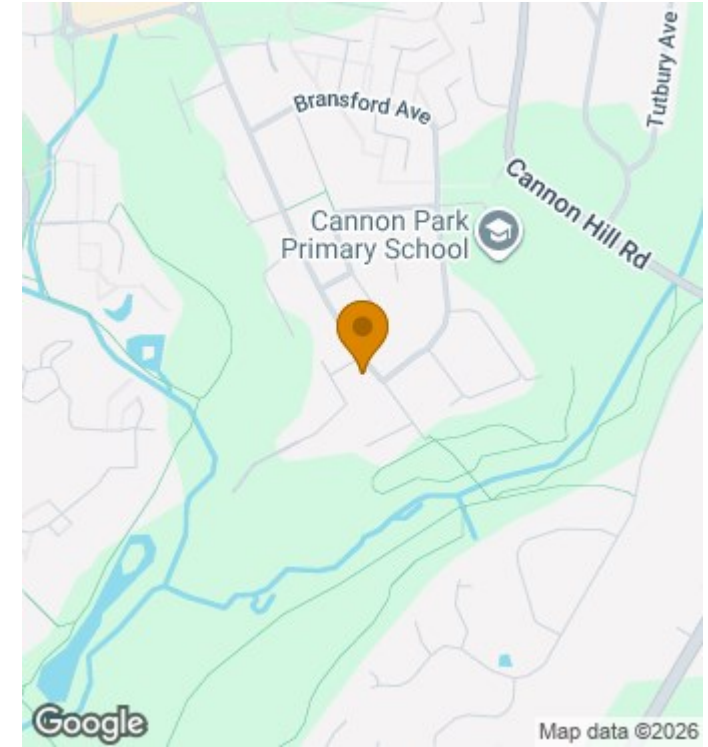 Tutbury Ave
Bransford Ave
Cannon Hill Rd
Cannon Park
Primary School
Google
Map data ©2026